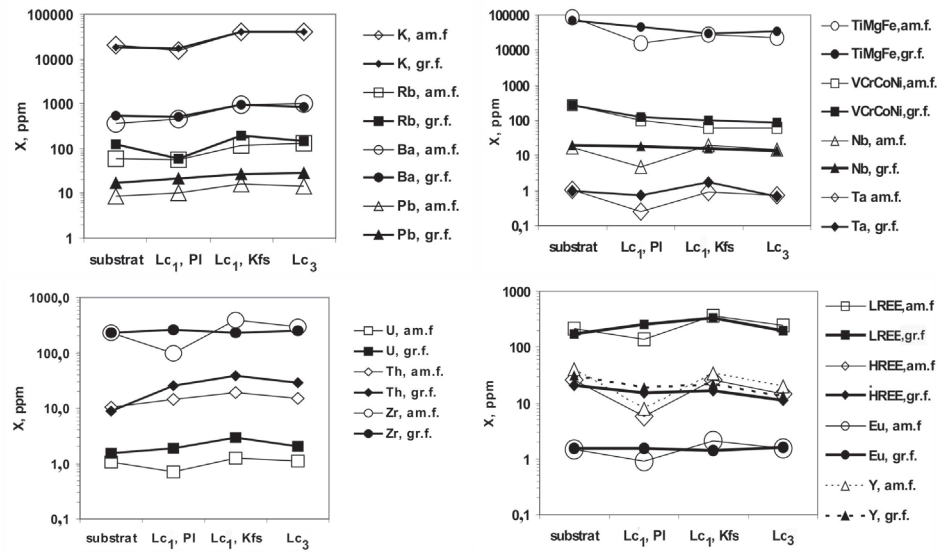 100000
10000
1000
100
10
1
X, ppm
substrat Lc1, Pl Lc1, Kfs Lc3
K, am.f
K, gr.f.
Rb, am.f.
Rb, gr.f.
Ba, am.f.
Ba, gr.f.
Pb, am.f.
Pb, gr.f.
100000
10000
1000
100
10
1
0,1
X, ppm
substrat Lc1, Pl Lc1, Kfs Lc3
TiMgFe,am.f.
TiMgFe,gr.f.
VCrCoNi,am.f.
VCrCoNi,gr.f.
Nb, am.f.
Nb, gr.f.
Ta am.f.
Ta, gr.f.
1000,0
100,0
10,0
1,0
0,1
X, ppm
substrat Lc1, Pl Lc1, Kfs Lc3
U, am.f
U, gr.f.
Th, am.f.
Th, gr.f.
Zr, am.f.
Zr, gr.f.
1000
100
10
1
0,1
X, ppm
substrat Lc1, Pl Lc1, Kfs Lc3
LREE,am.f
LREE,gr.f
HREE,am.f
HREE,gr.f.
Eu, am.f
Eu, gr.f.
Y, am.f.
Y, gr.f.